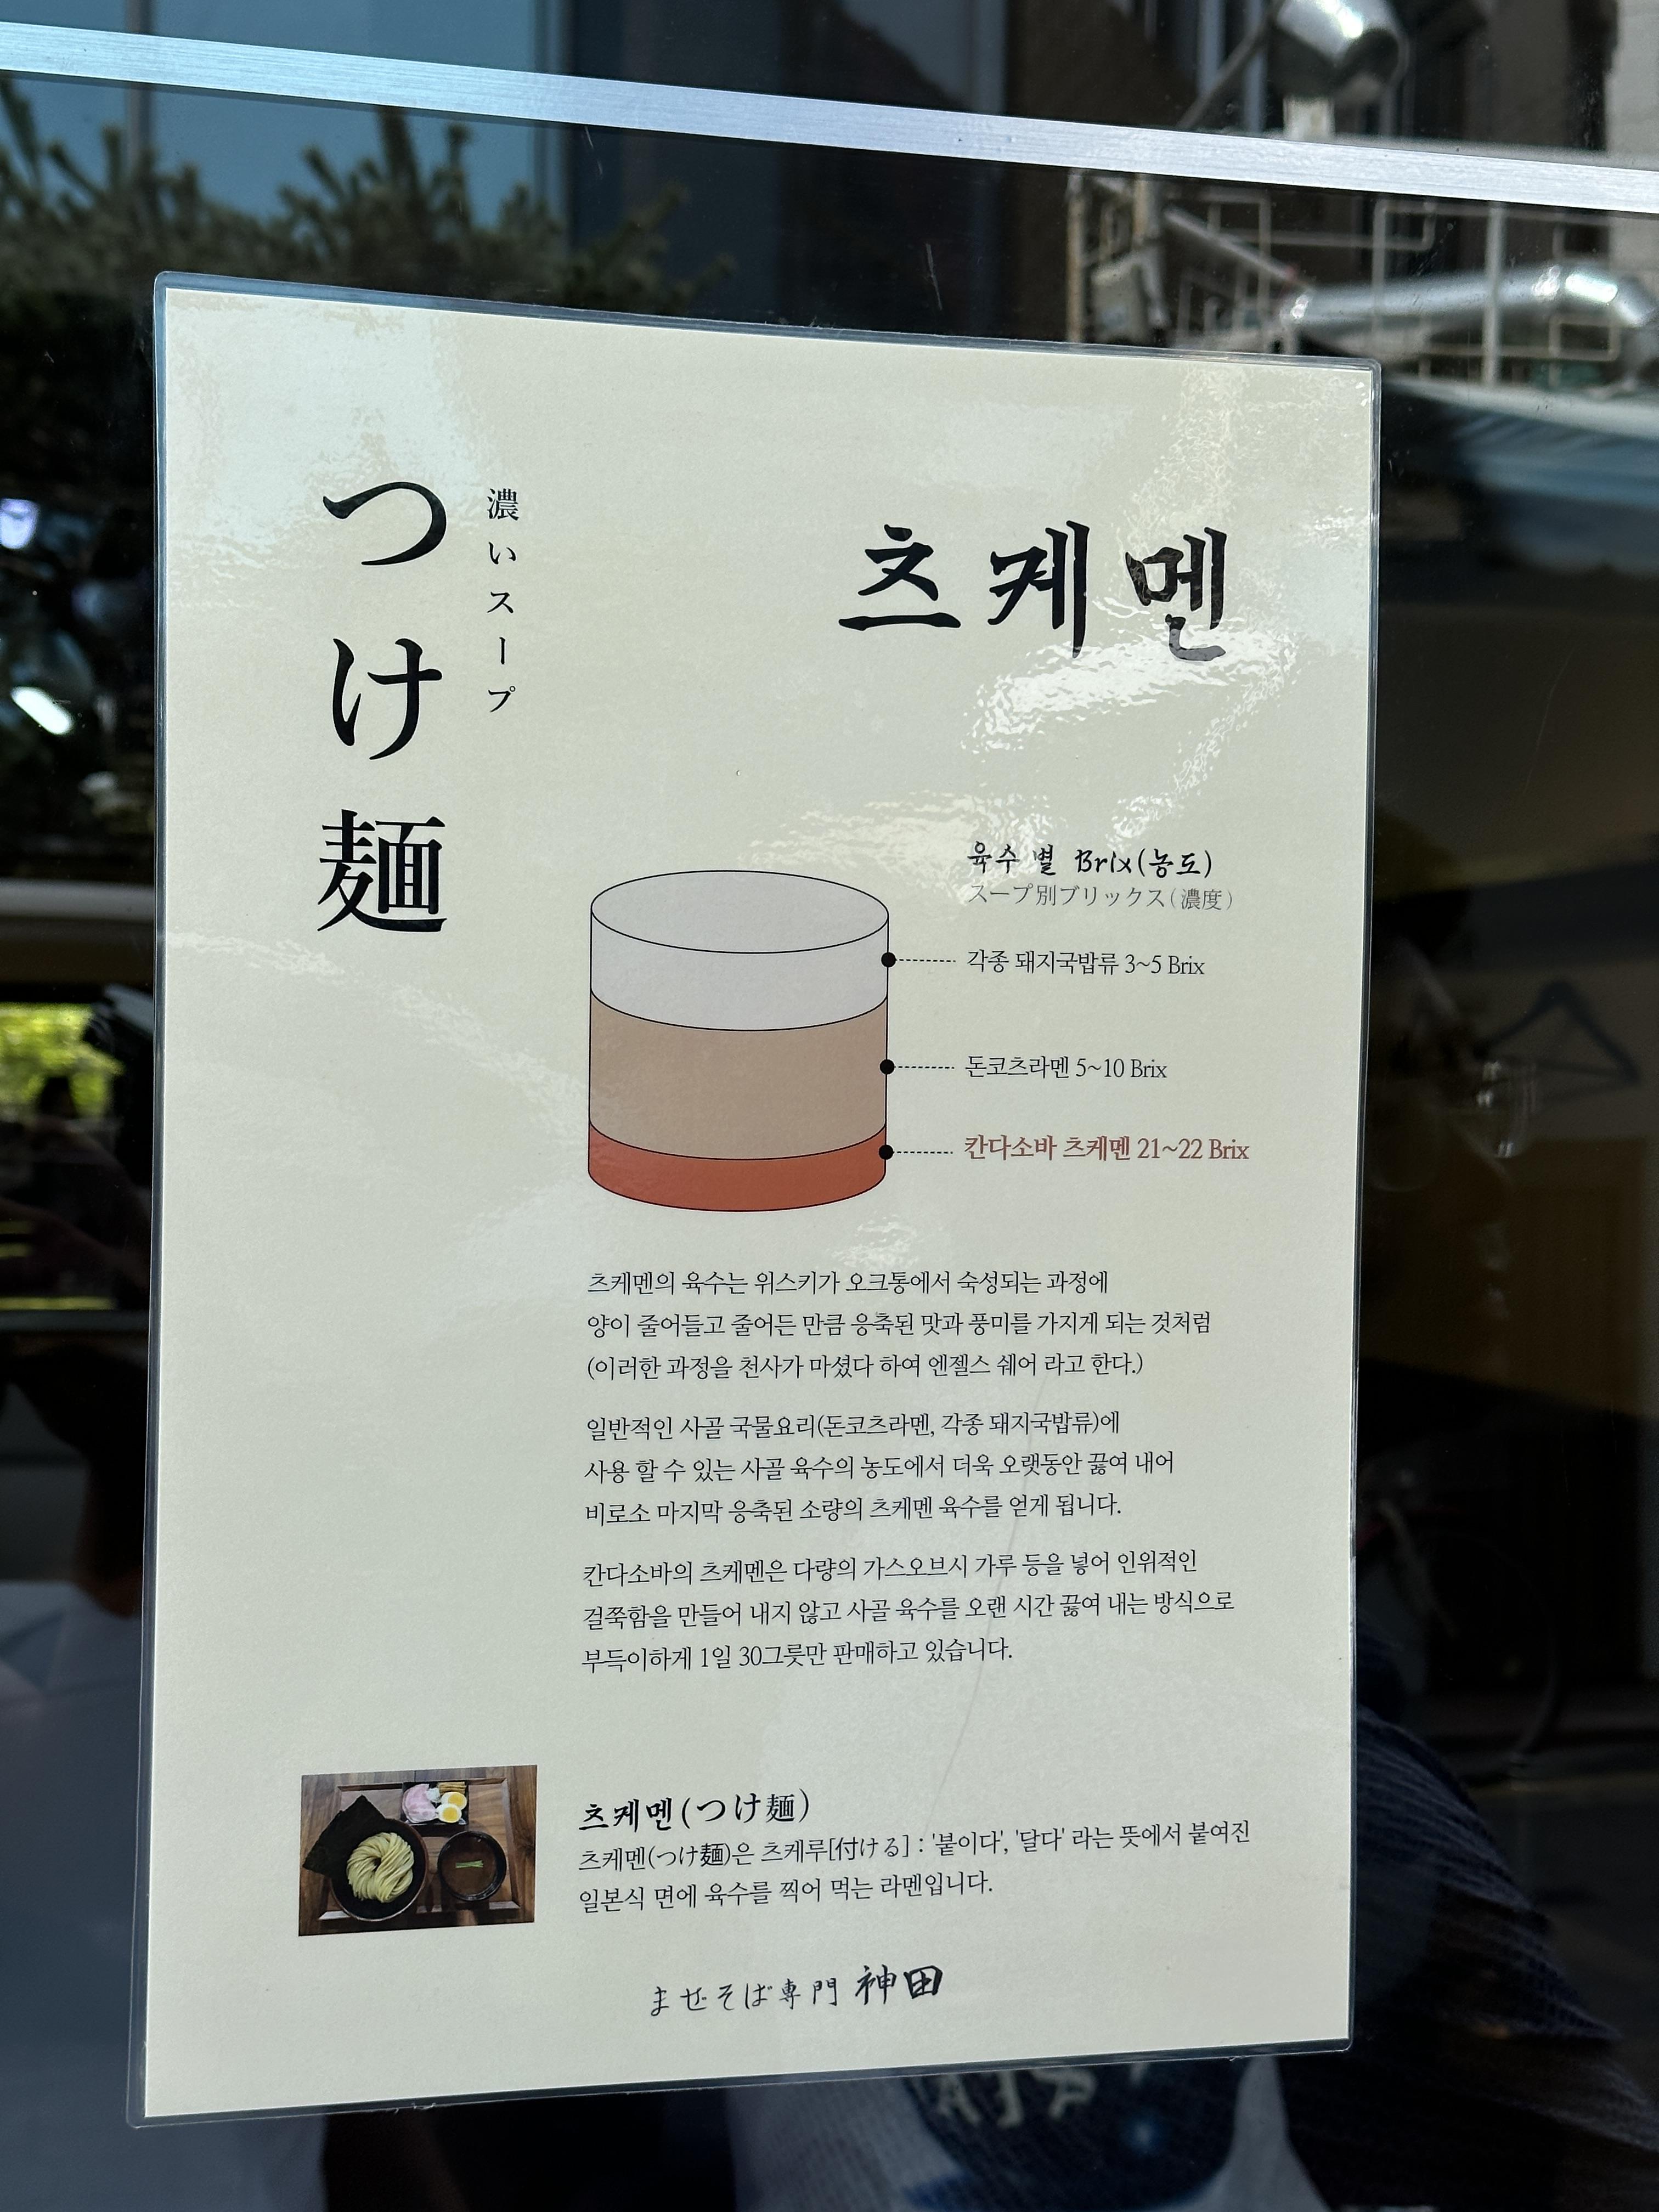 つけ麺
濃いスープ
츠케멘
육수 별 Brix(농도)
スープ別ブリックス(濃度)
각종 돼지국밥류 3~5 Brix
돈코츠라멘 5~10 Brix
칸다소바 츠케멘 21~22 Brix
츠케멘의 육수는 위스키가 오크통에서 숙성되는 과정에
양이 줄어들고 줄어든 만큼 응축된 맛과 풍미를 가지게 되는 것처럼
(이러한 과정을 천사가 마셨다 하여 엔젤스 쉐어 라고 한다.)
일반적인 사골 국물요리(돈코츠라멘, 각종 돼지국밥류)에
사용 할 수 있는 사골 육수의 농도에서 더욱 오랫동안 끓여 내어
비로소 마지막 응축된 소량의 츠케멘 육수를 얻게 됩니다.
칸다소바의 츠케멘은 다량의 가스오브시 가루 등을 넣어 인위적인
걸쭉함을 만들어 내지 않고 사골 육수를 오랜 시간 끓여 내는 방식으로
부득이하게 1일 30그릇만 판매하고 있습니다.
츠케멘(つけ麺)
츠케멘(つけ麺)은 츠케루[付ける] : '붙이다', '달다' 라는 뜻에서 붙여진
일본식 면에 육수를 찍어 먹는 라멘입니다.
まぜそば専門 神田